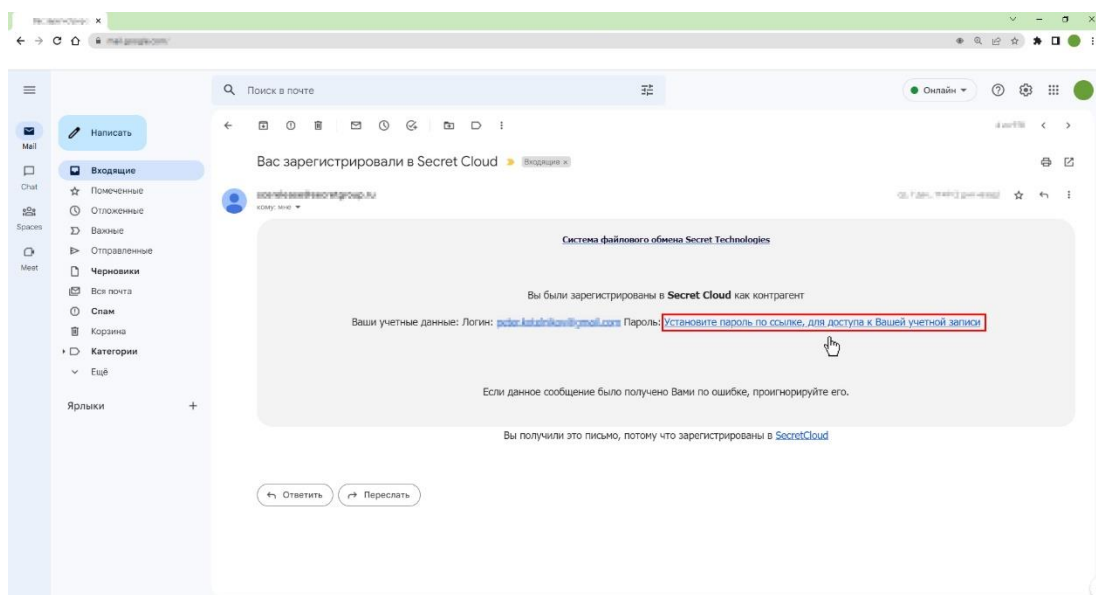 Поиск в почте
Онлайн
Mail
Написать
Вас зарегистрировали в Secret Cloud
Входящие x
Chat
Входящие
кому: мне
Помеченные
Spaces
Отложенные
Важные
Meet
Отправленные
Черновики
Вся почта
Спам
Корзина
Категории
Ещё
Ярлыки
Система файлового обмена Secret Technologies
Вы были зарегистрированы в Secret Cloud как контрагент
Ваши учетные данные: Логин: Пароль: Установите пароль по ссылке, для доступа к Вашей учетной записи
Если данное сообщение было получено Вами по ошибке, проигнорируйте его.
Вы получили это письмо, потому что зарегистрированы в SecretCloud
Ответить
Переслать